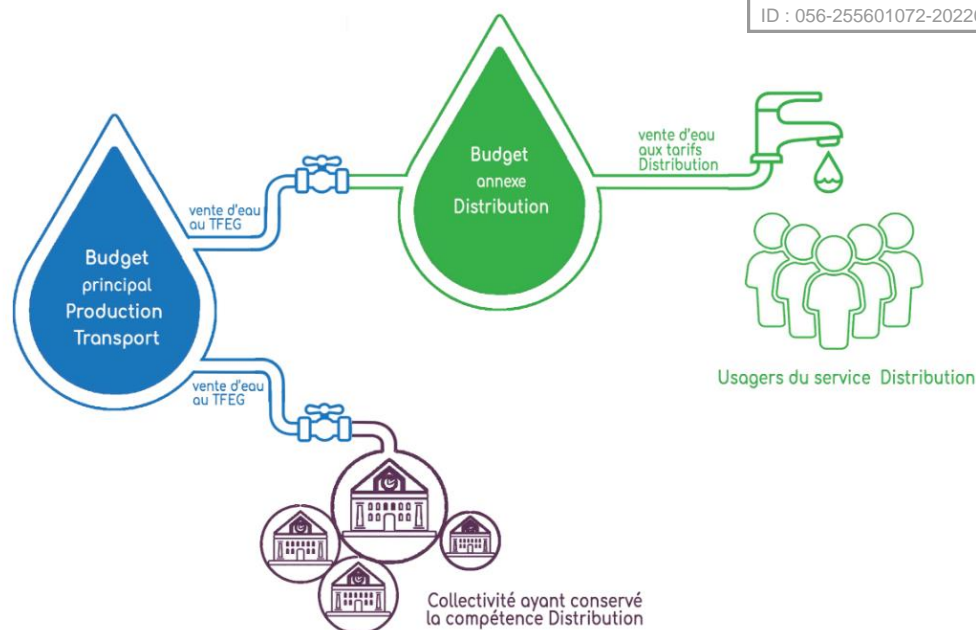 ID : 056-255601072-2022
vente d'eau
aux tarifs
Distribution
Budget
annexe
Distribution
vente d'eau
au TFEG
Budget
principal
Production
Transport
Usagers du service Distribution
vente d'eau
au TFEG
Collectivité ayant conservé
la compétence Distribution